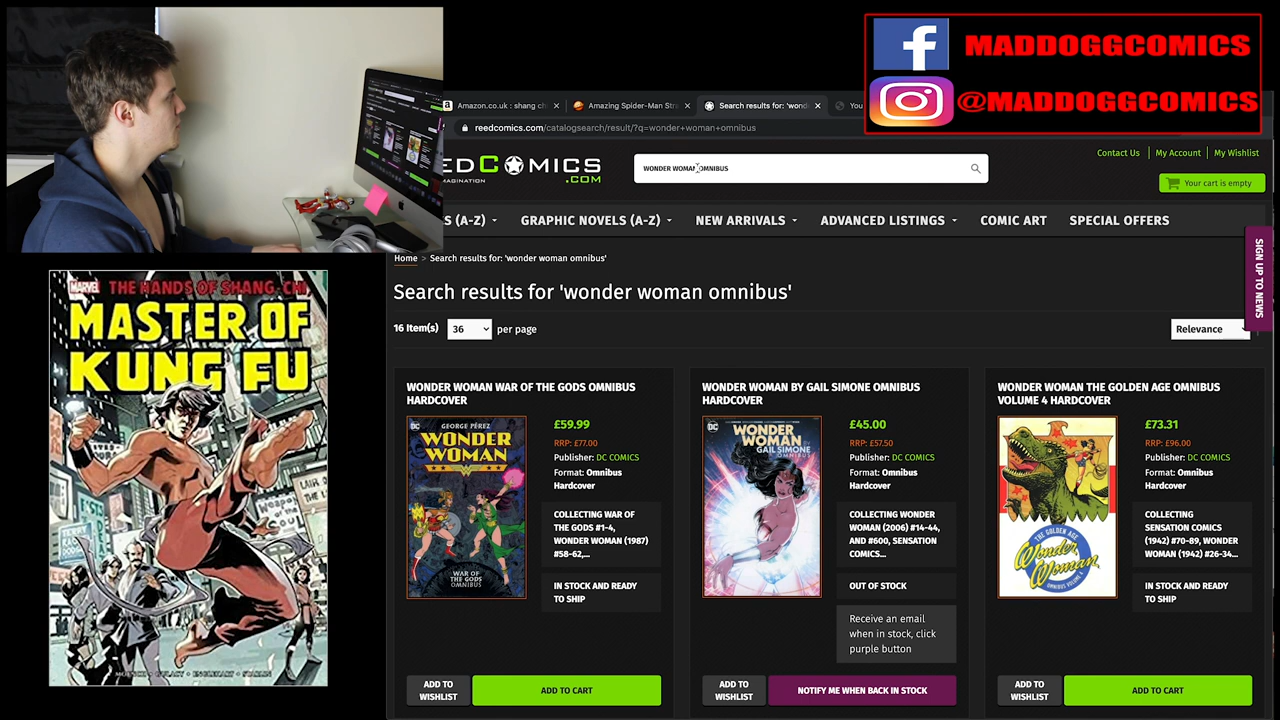 MADDOGGCOMICS
@MADDOGGCOMICS
Amazon.co.uk : shang ch
Amazing Spider-Man Str
Search results for: 'wond
You
reedcomics.com/catalogsearch/result/?q=wonder+woman+omnibus
Contact Us
My Account
My Wishlist
EDCOMICS
.COM
IMAGINATION
WONDER WOMAN OMNIBUS
Your cart is empty
S (A-Z)
GRAPHIC NOVELS (A-Z)
NEW ARRIVALS
ADVANCED LISTINGS
COMIC ART
SPECIAL OFFERS
SIGN UP TO NEWS
Home > Search results for: 'wonder woman omnibus'
Search results for 'wonder woman omnibus'
16 Item(s) 36 per page
Relevance
MARVEL THE HANDS OF SHANG-CHI,
MASTER OF
KUNG FU
WONDER WOMAN WAR OF THE GODS OMNIBUS
HARDCOVER
DC
GEORGE PÉREZ
WONDER
WOMAN
WAR OF
THE GODS
OMNIBUS
£59.99
RRP: £77.00
Publisher: DC COMICS
Format: Omnibus
Hardcover
COLLECTING WAR OF
THE GODS #1-4,
WONDER WOMAN (1987)
#58-62,...
IN STOCK AND READY
TO SHIP
ADD TO
WISHLIST
ADD TO CART
WONDER WOMAN BY GAIL SIMONE OMNIBUS
HARDCOVER
DC
WONDER
WOMAN
BY
GAIL SIMONE
OMNIBUS
£45.00
RRP: £57.50
Publisher: DC COMICS
Format: Omnibus
Hardcover
COLLECTING WONDER
WOMAN (2006) #14-44,
AND #600, SENSATION
COMICS...
OUT OF STOCK
Receive an email
when in stock, click
purple button
ADD TO
WISHLIST
NOTIFY ME WHEN BACK IN STOCK
WONDER WOMAN THE GOLDEN AGE OMNIBUS
VOLUME 4 HARDCOVER
THE GOLDEN AGE
Wonder
Woman
OMNIBUS VOLUME 4
£73.31
RRP: £96.00
Publisher: DC COMICS
Format: Omnibus
Hardcover
COLLECTING
SENSATION COMICS
(1942) #70-89, WONDER
WOMAN (1942) #26-34...
IN STOCK AND READY
TO SHIP
ADD TO
WISHLIST
ADD TO CART